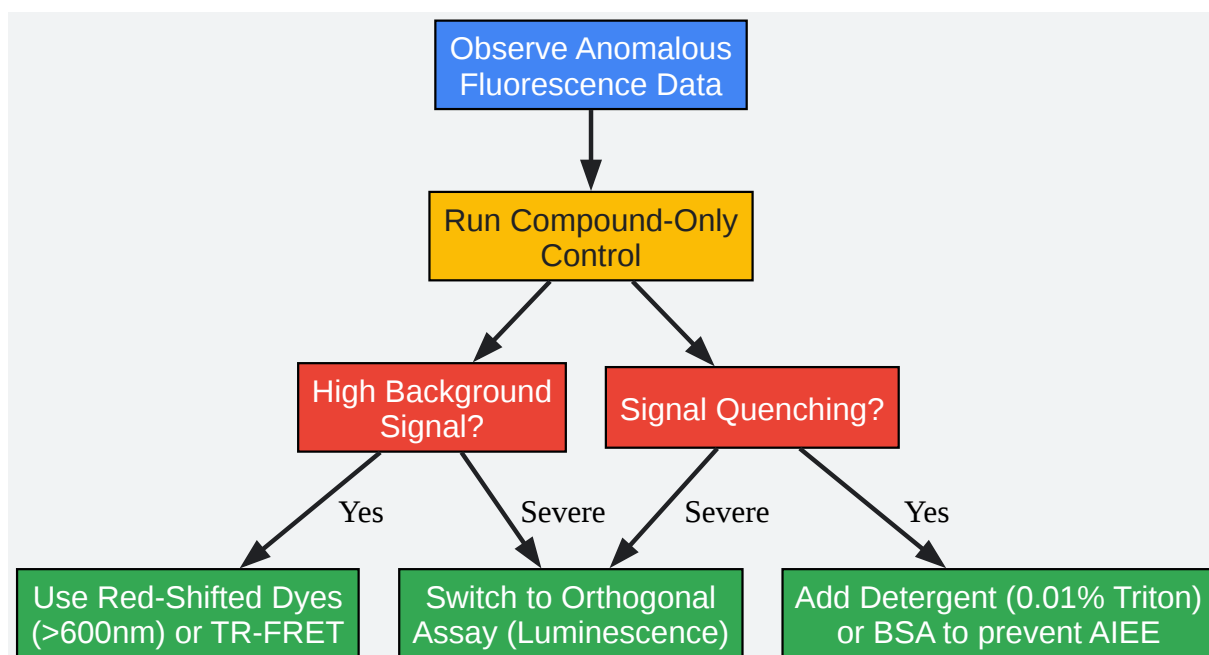 Observe Anomalous
Fluorescence Data
Run Compound-Only
Control
High Background
Signal?
Signal Quenching?
Yes
Severe
Severe
Yes
Use Red-Shifted Dyes
(>600nm) or TR-FRET
Switch to Orthogonal
Assay (Luminescence)
Add Detergent (0.01% Triton)
or BSA to prevent AIEE